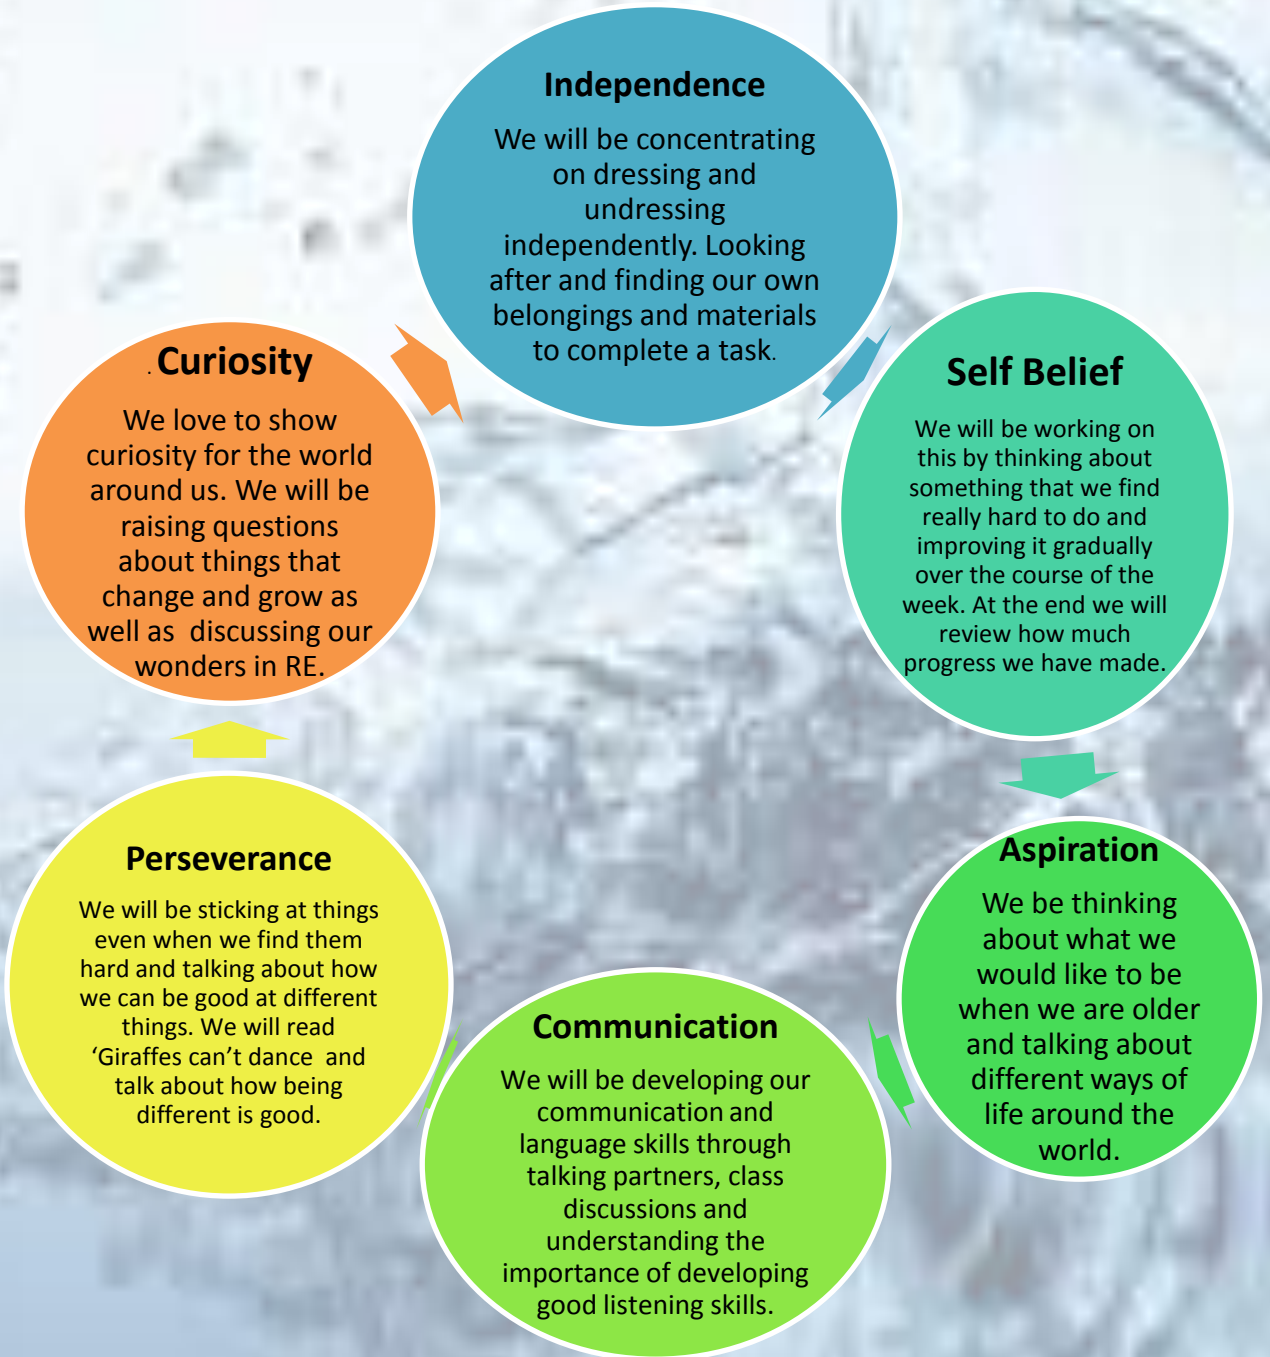 Independence
We will be concentrating
on dressing and
undressing
independently. Looking
after and finding our own
belongings and materials
to complete a task.
Self Belief
We will be working on
this by thinking about
something that we find
really hard to do and
improving it gradually
over the course of the
week. At the end we will
review how much
progress we have made.
Aspiration
We be thinking
about what we
would like to be
when we are older
and talking about
different ways of
life around the
world.
Communication
We will be developing our
communication and
language skills through
talking partners, class
discussions and
understanding the
importance of developing
good listening skills.
Perseverance
We will be sticking at things
even when we find them
hard and talking about how
we can be good at different
things. We will read
‘Giraffes can’t dance  and
talk about how being
different is good.
. Curiosity
We love to show
curiosity for the world
around us. We will be
raising questions
about things that
change and grow as
well as  discussing our
wonders in RE.